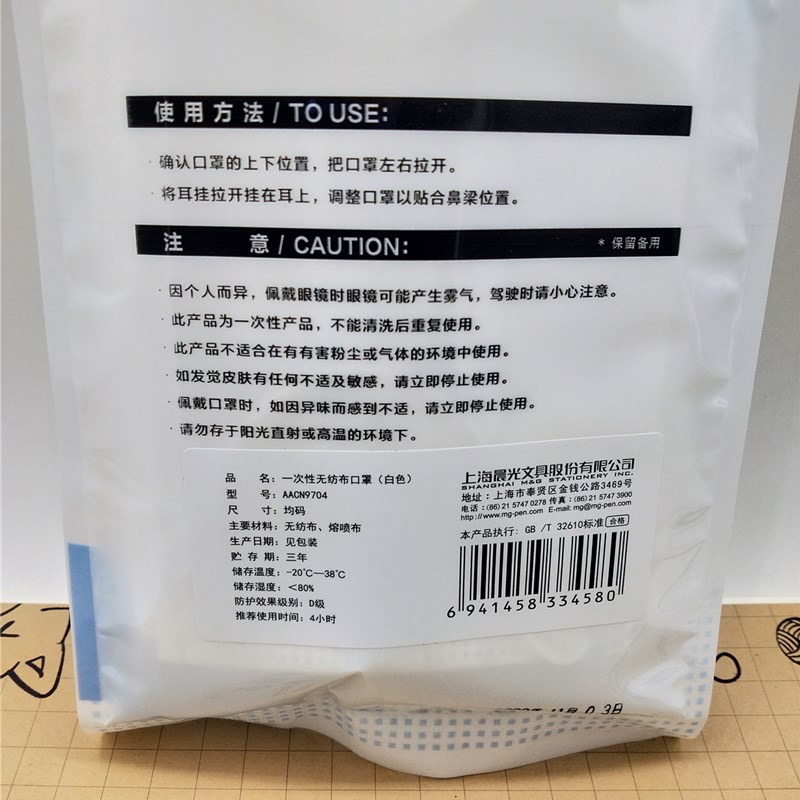 使用方法 / TO USE:
· 确认口罩的上下位置，把口罩左右拉开。
· 将耳挂拉开挂在耳上，调整口罩以贴合鼻梁位置。
注 意 / CAUTION: * 保留备用
· 因个人而异，佩戴眼镜时眼镜可能产生雾气，驾驶时请小心注意。
· 此产品为一次性产品，不能清洗后重复使用。
· 此产品不适合在有有害粉尘或气体的环境中使用。
· 如发觉皮肤有任何不适及敏感，请立即停止使用。
· 佩戴口罩时，如因异味而感到不适，请立即停止使用。
· 请勿存于阳光直射或高温的环境下。
品 名：一次性无纺布口罩（白色）
型 号：AACN9704
尺 寸：均码
主要材料：无纺布、熔喷布
生产日期：见包装
贮 存 期：三年
储存温度：-20℃—38℃
储存湿度：＜80%
防护效果级别：D级
推荐使用时间：4小时
上海晨光文具股份有限公司
SHANGHAI M&G STATIONERY INC.
地址：上海市奉贤区金钱公路3469号
电话：(86) 21 5747 0278 传真：(86) 21 5747 3900
http://www.mg-pen.com E-mail: mg@mg-pen.com
本产品执行：GB /T 32610标准 合格
6 941458 334580
11月 0 3日